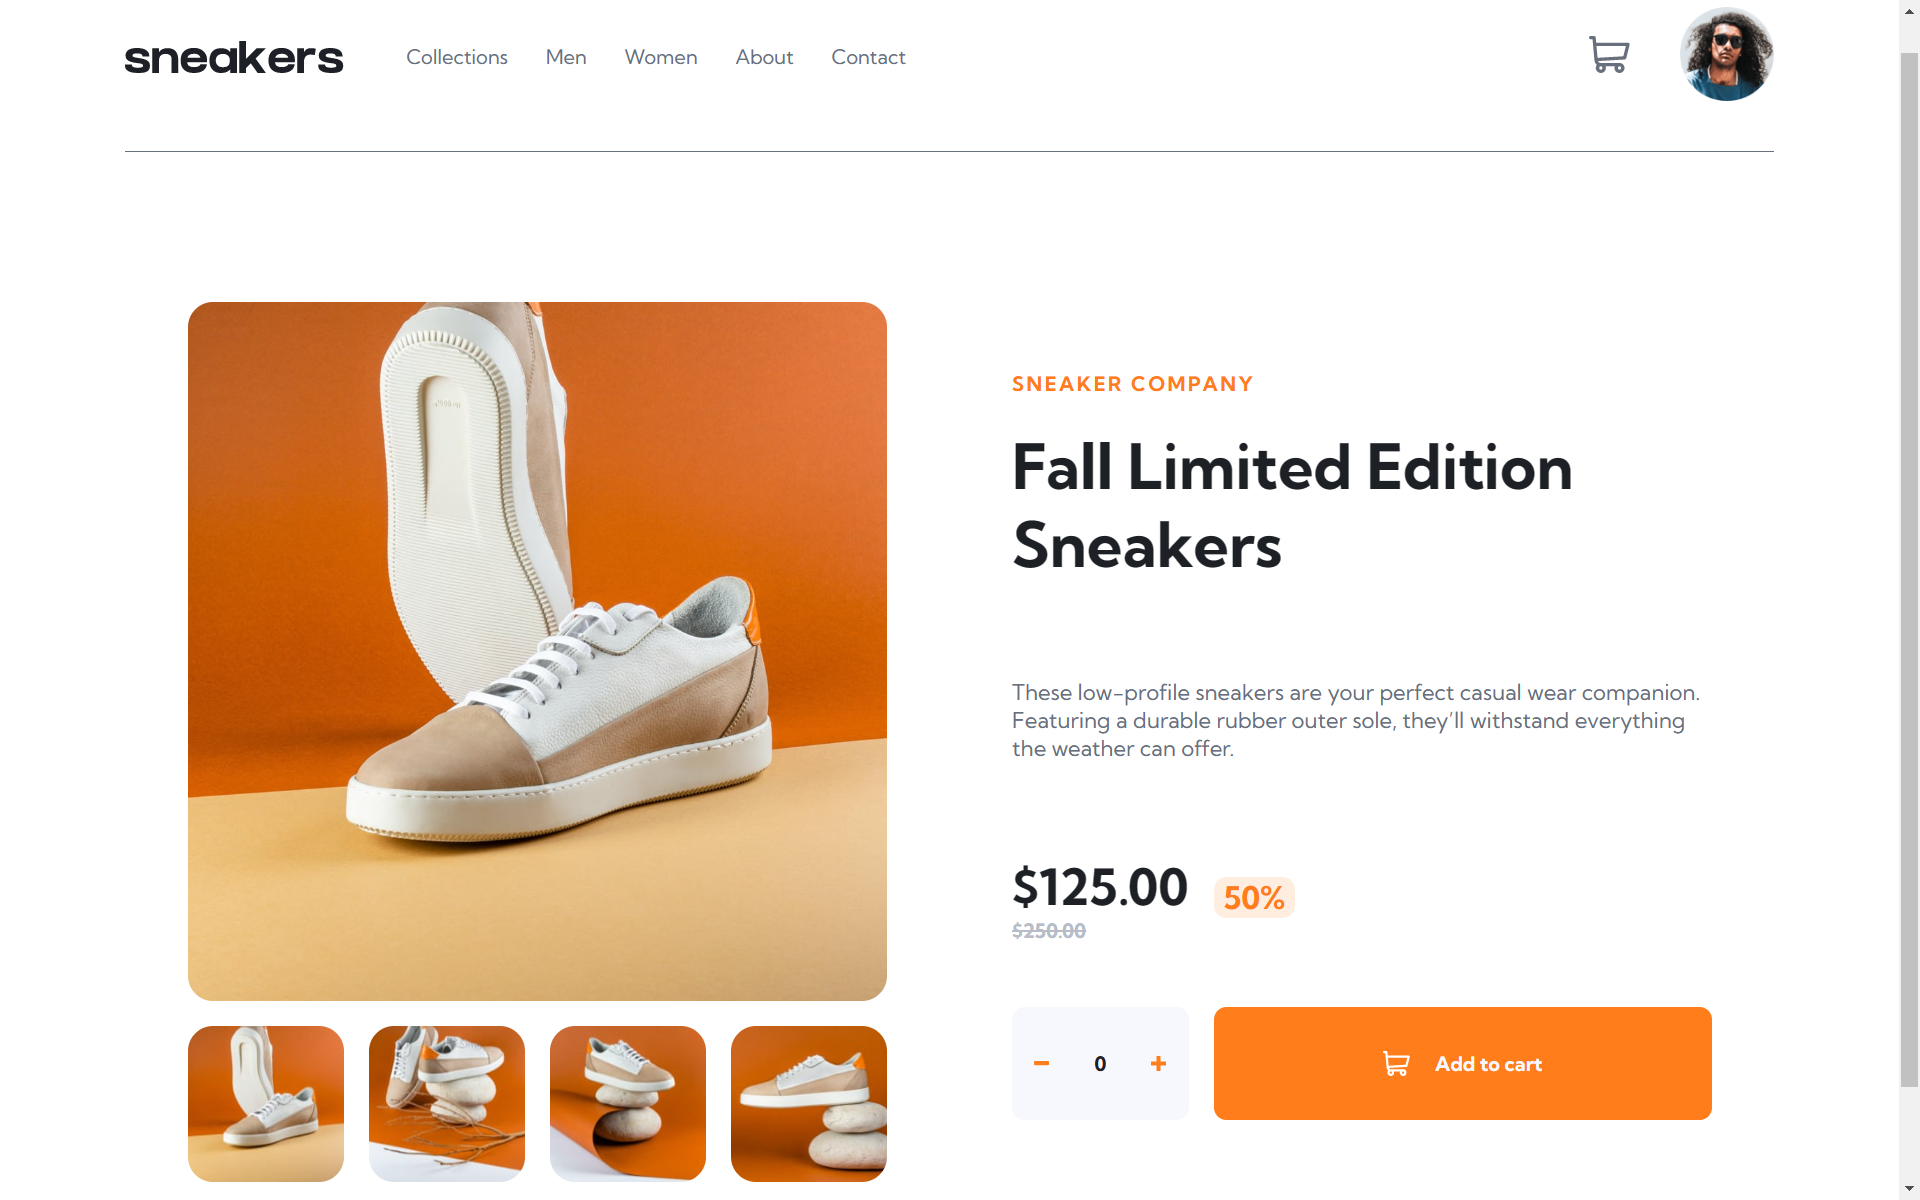 sneakers
Collections
Men
Women
About
Contact
SNEAKER COMPANY
Fall Limited Edition
Sneakers
These low-profile sneakers are your perfect casual wear companion.
Featuring a durable rubber outer sole, they’ll withstand everything
the weather can offer.
$125.00
50%
$250.00
0
Add to cart